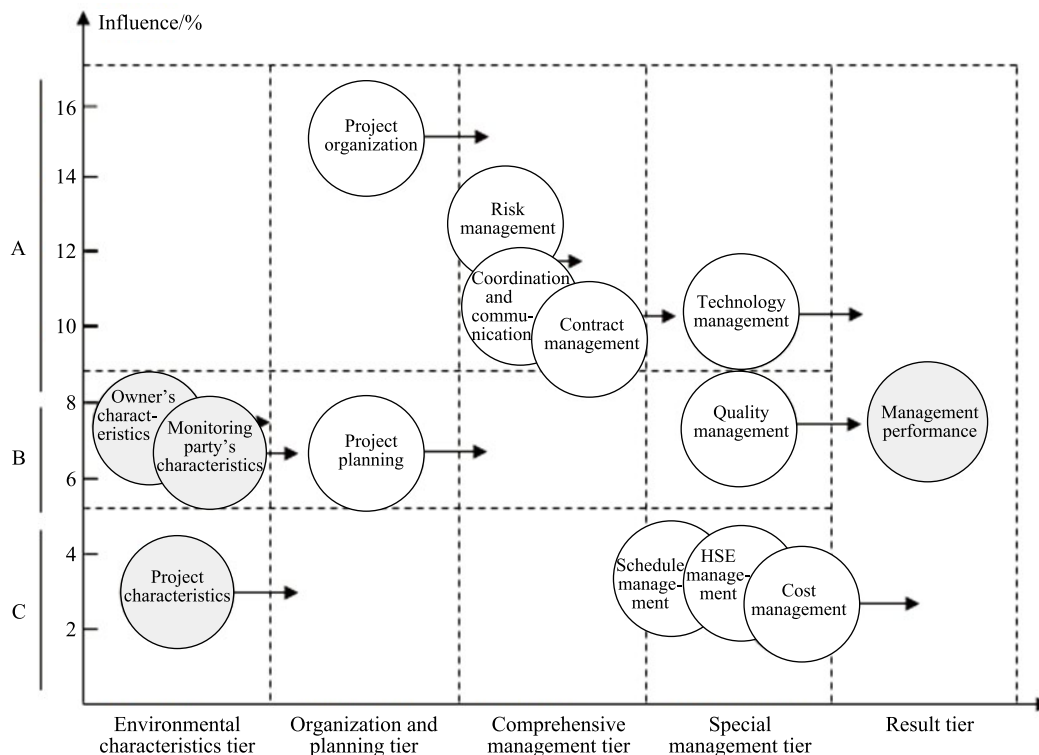 Influence/%
16
14
12
10
8
6
4
2
A
B
C
Project
organization
Risk
management
Coordination
and
commu-
nication
Contract
management
Technology
management
Owner's
charact-
eristics
Monitoring
party's
characteristics
Project
planning
Quality
management
Management
performance
Project
characteristics
Schedule
manage-
ment
HSE
manage-
ment
Cost
management
Environmental
characteristics tier
Organization and
planning tier
Comprehensive
management tier
Special
management tier
Result tier